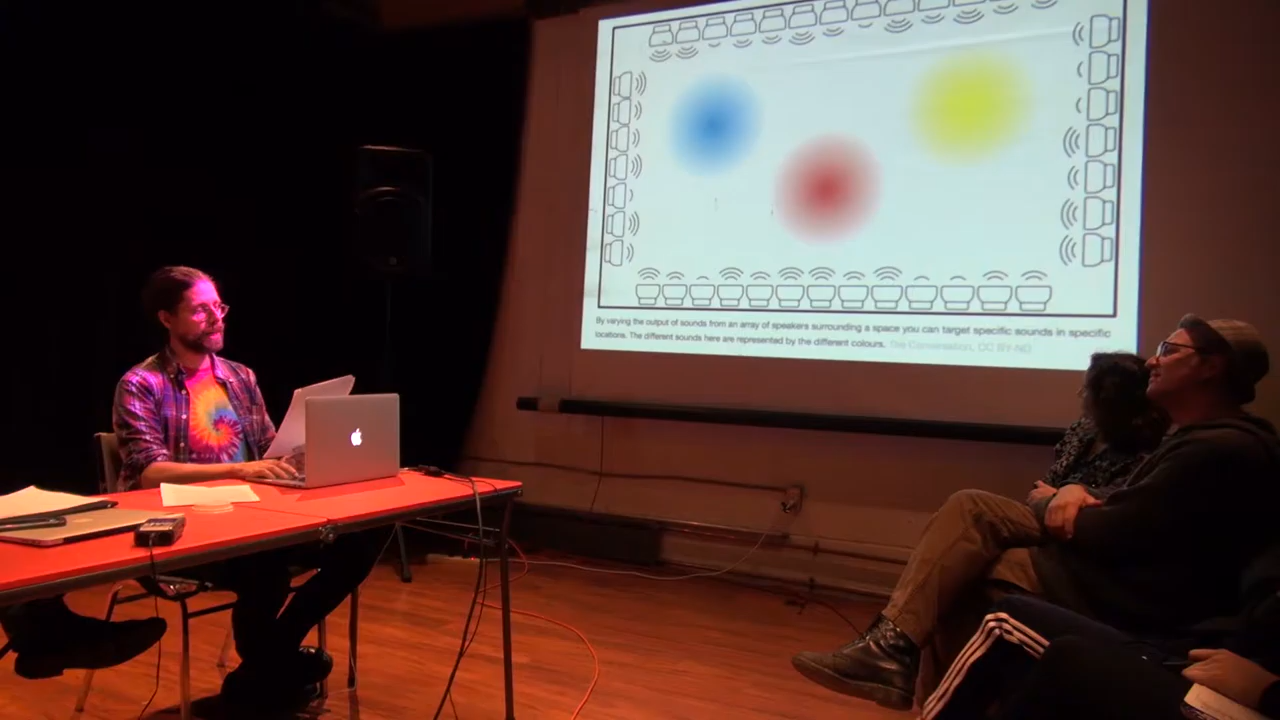 By varying the output of sounds from an array of speakers surrounding a space you can target specific sounds in specific
locations. The different sounds here are represented by the different colours. The Conversation, CC BY-ND